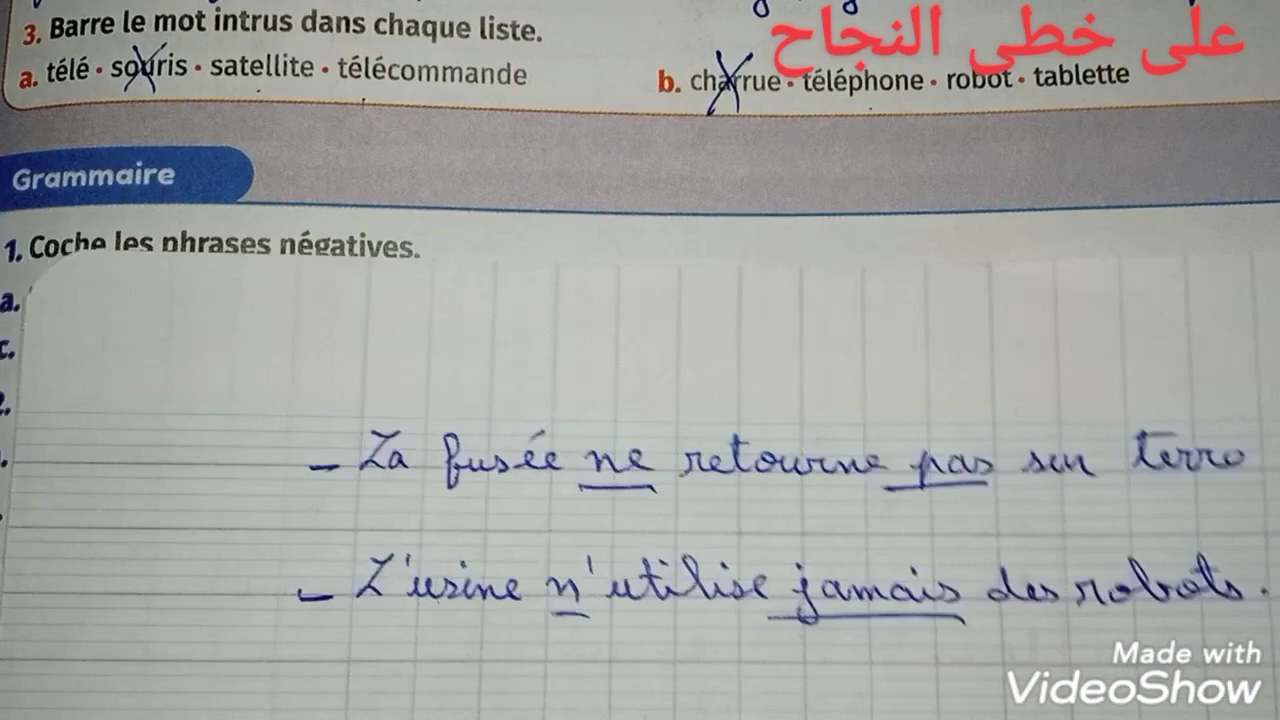 3. Barre le mot intrus dans chaque liste.
على خطى النجاح
a. télé • souris • satellite • télécommande
b. charrue • téléphone • robot • tablette
Grammaire
1. Coche les phrases négatives.
a.
c.
- La fusée ne retourne pas sur terre
- L'usine n'utilise jamais des robots.
Made with
VideoShow